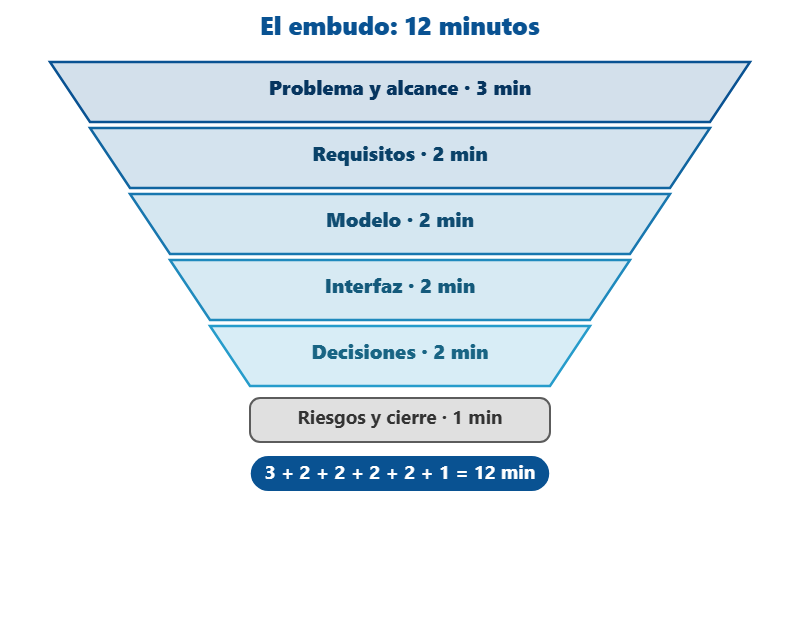 El embudo: 12 minutos
Problema y alcance · 3 min
Requisitos · 2 min
Modelo · 2 min
Interfaz · 2 min
Decisiones · 2 min
Riesgos y cierre · 1 min
3 + 2 + 2 + 2 + 2 + 1 = 12 min